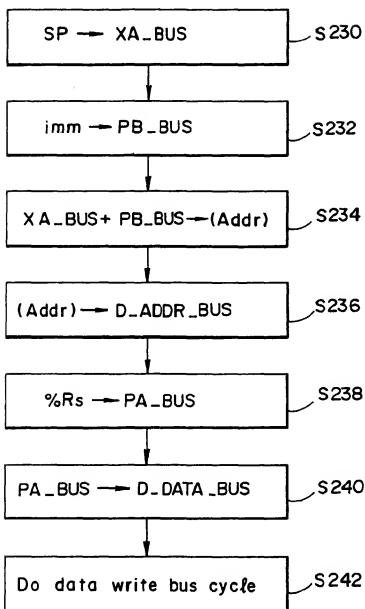 SP → XA_BUS
S230
imm → PB_BUS
S232
XA_BUS + PB_BUS → (Addr)
S234
(Addr) → D_ADDR_BUS
S236
%Rs → PA_BUS
S238
PA_BUS → D_DATA_BUS
S240
Do data write bus cycle
S242